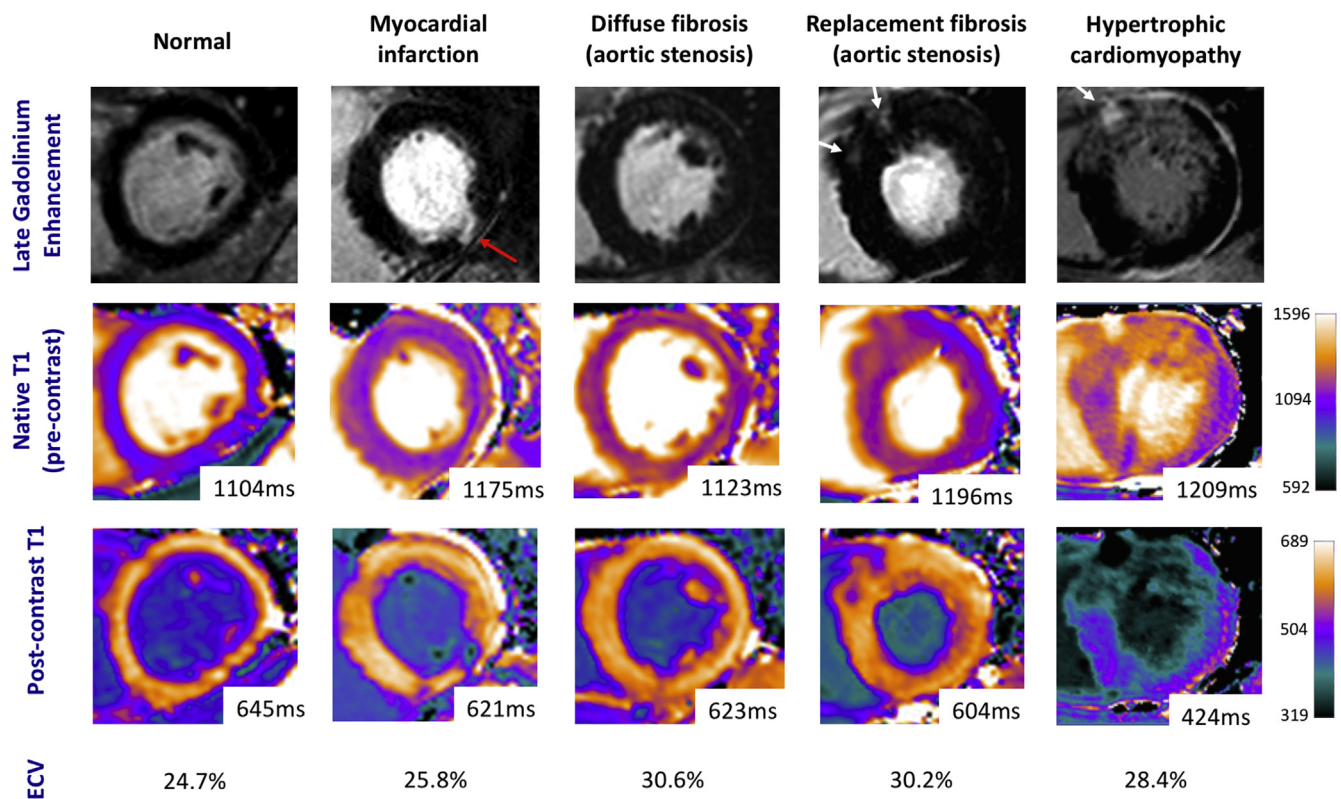 Normal
Myocardial
infarction
Diffuse fibrosis
(aortic stenosis)
Replacement fibrosis
(aortic stenosis)
Hypertrophic
cardiomyopathy
Late Gadolinium
Enhancement
Native T1
(pre-contrast)
1104ms
1175ms
1123ms
1196ms
1209ms
1596
1094
592
Post-contrast T1
645ms
621ms
623ms
604ms
424ms
689
504
319
ECV
24.7%
25.8%
30.6%
30.2%
28.4%